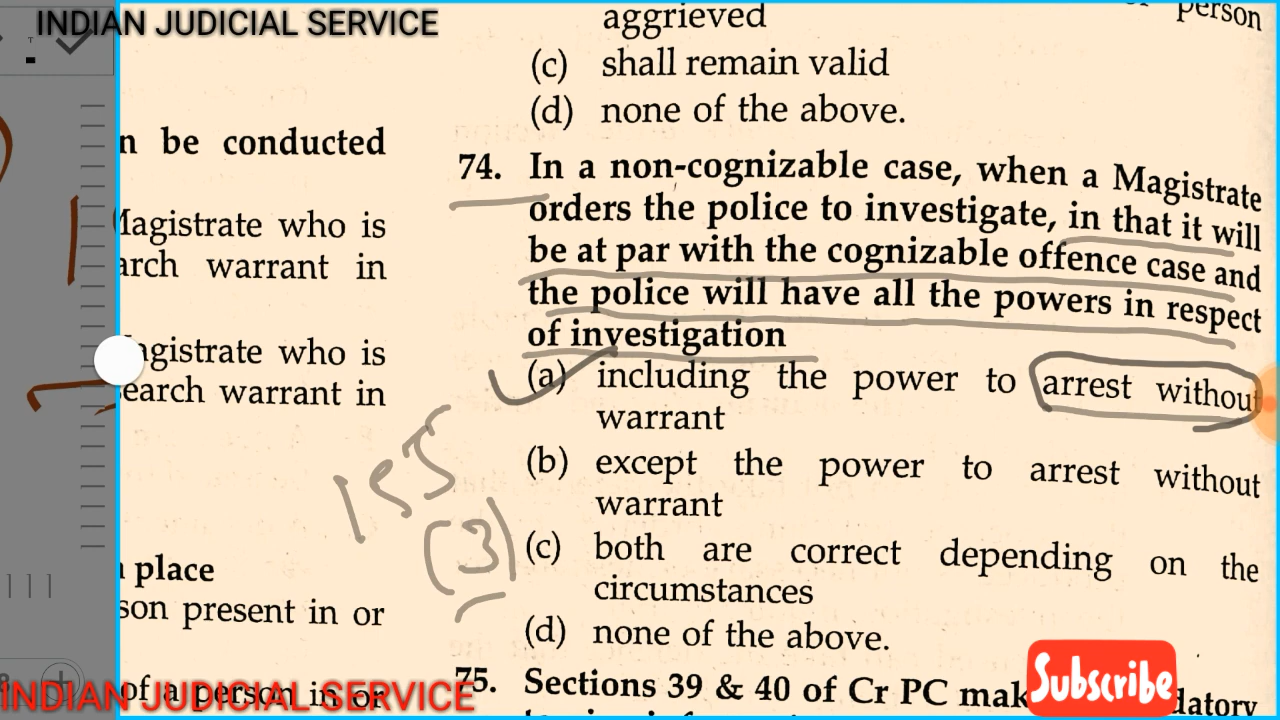 INDIAN JUDICIAL SERVICE
person
aggrieved
(c) shall remain valid
(d) none of the above.
n be conducted
Magistrate who is
arch warrant in
agistrate who is
earch warrant in
place
son present in or
of a person in or
74. In a non-cognizable case, when a Magistrate
orders the police to investigate, in that it will
be at par with the cognizable offence case and
the police will have all the powers in respect
of investigation
(a) including the power to arrest without
warrant
(b) except the power to arrest without
warrant
(c) both are correct depending on the
circumstances
(d) none of the above.
155
(3)
75. Sections 39 & 40 of Cr PC mak
datory
Subscribe
INDIAN JUDICIAL SERVICE